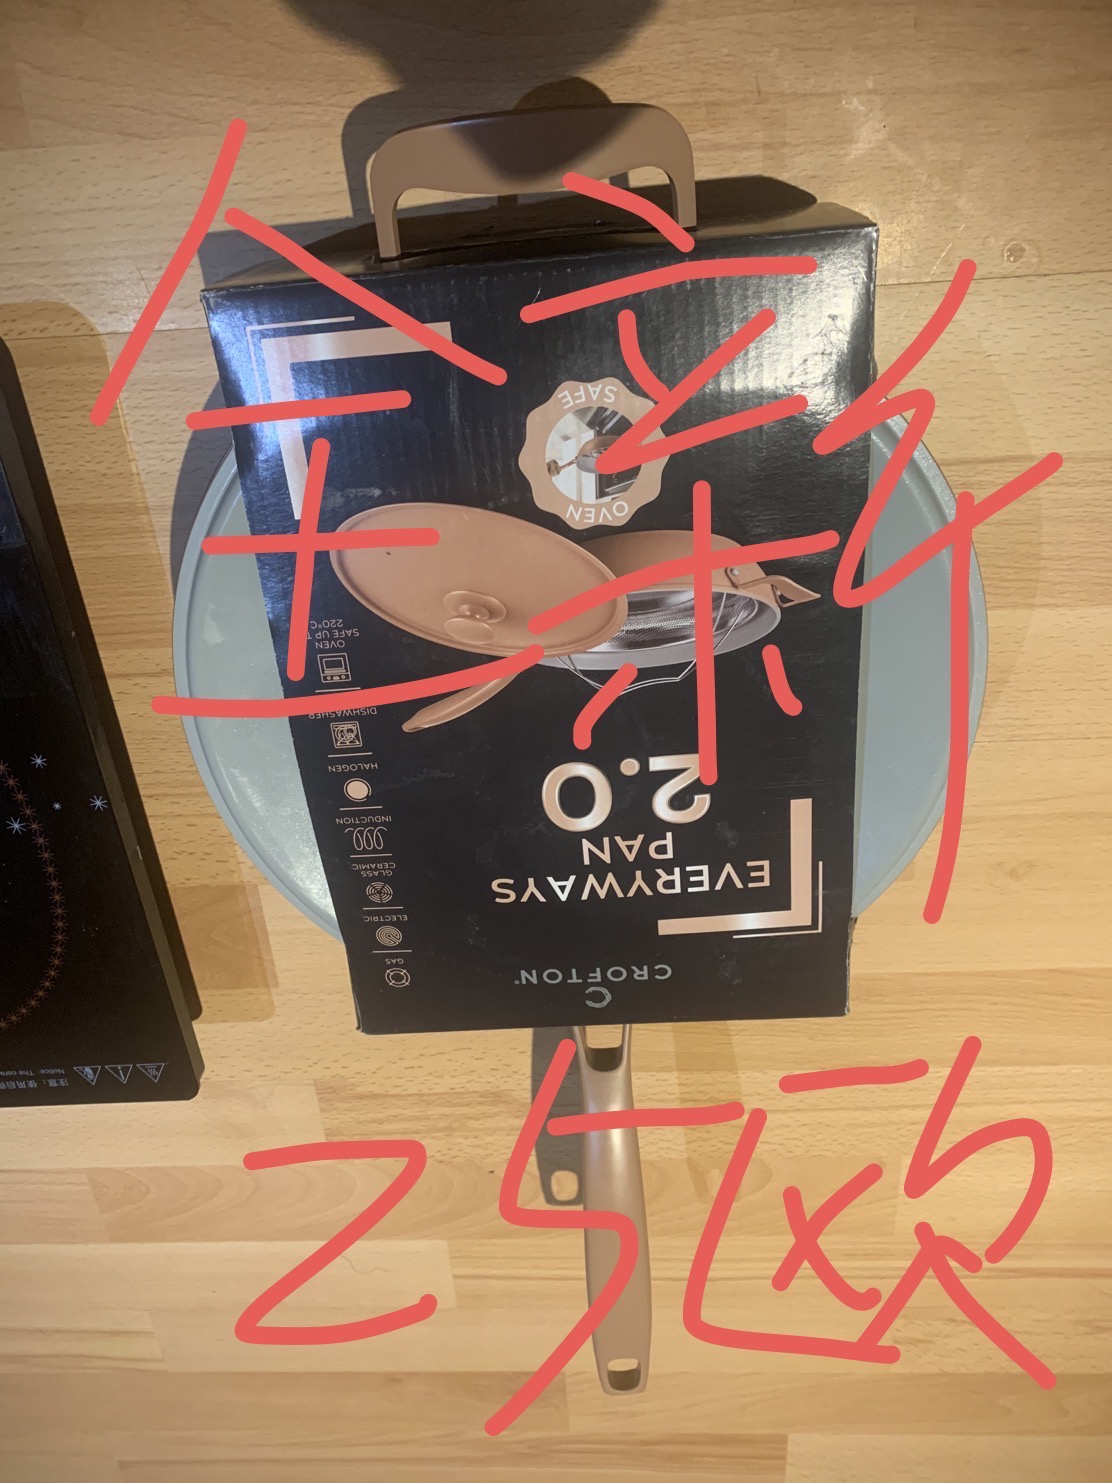 全新
25欧
CROFTON®
EVERYWAYS
PAN
2.0
OVEN
SAFE
GAS
ELECTRIC
GLASS
CERAMIC
INDUCTION
HALOGEN
DISHWASHER
OVEN
SAFE UP T
220°C